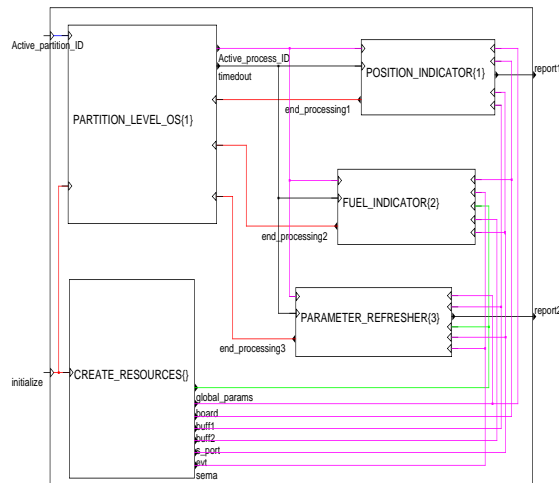 Active_partition_ID
Active_process_ID
timedout
POSITION_INDICATOR{1}
report1
end_processing1
PARTITION_LEVEL_OS{1}
FUEL_INDICATOR{2}
end_processing2
PARAMETER_REFRESHER{3}
report2
end_processing3
CREATE_RESOURCES{}
initialize
global_params
board
buff1
buff2
s_port
evt
sema